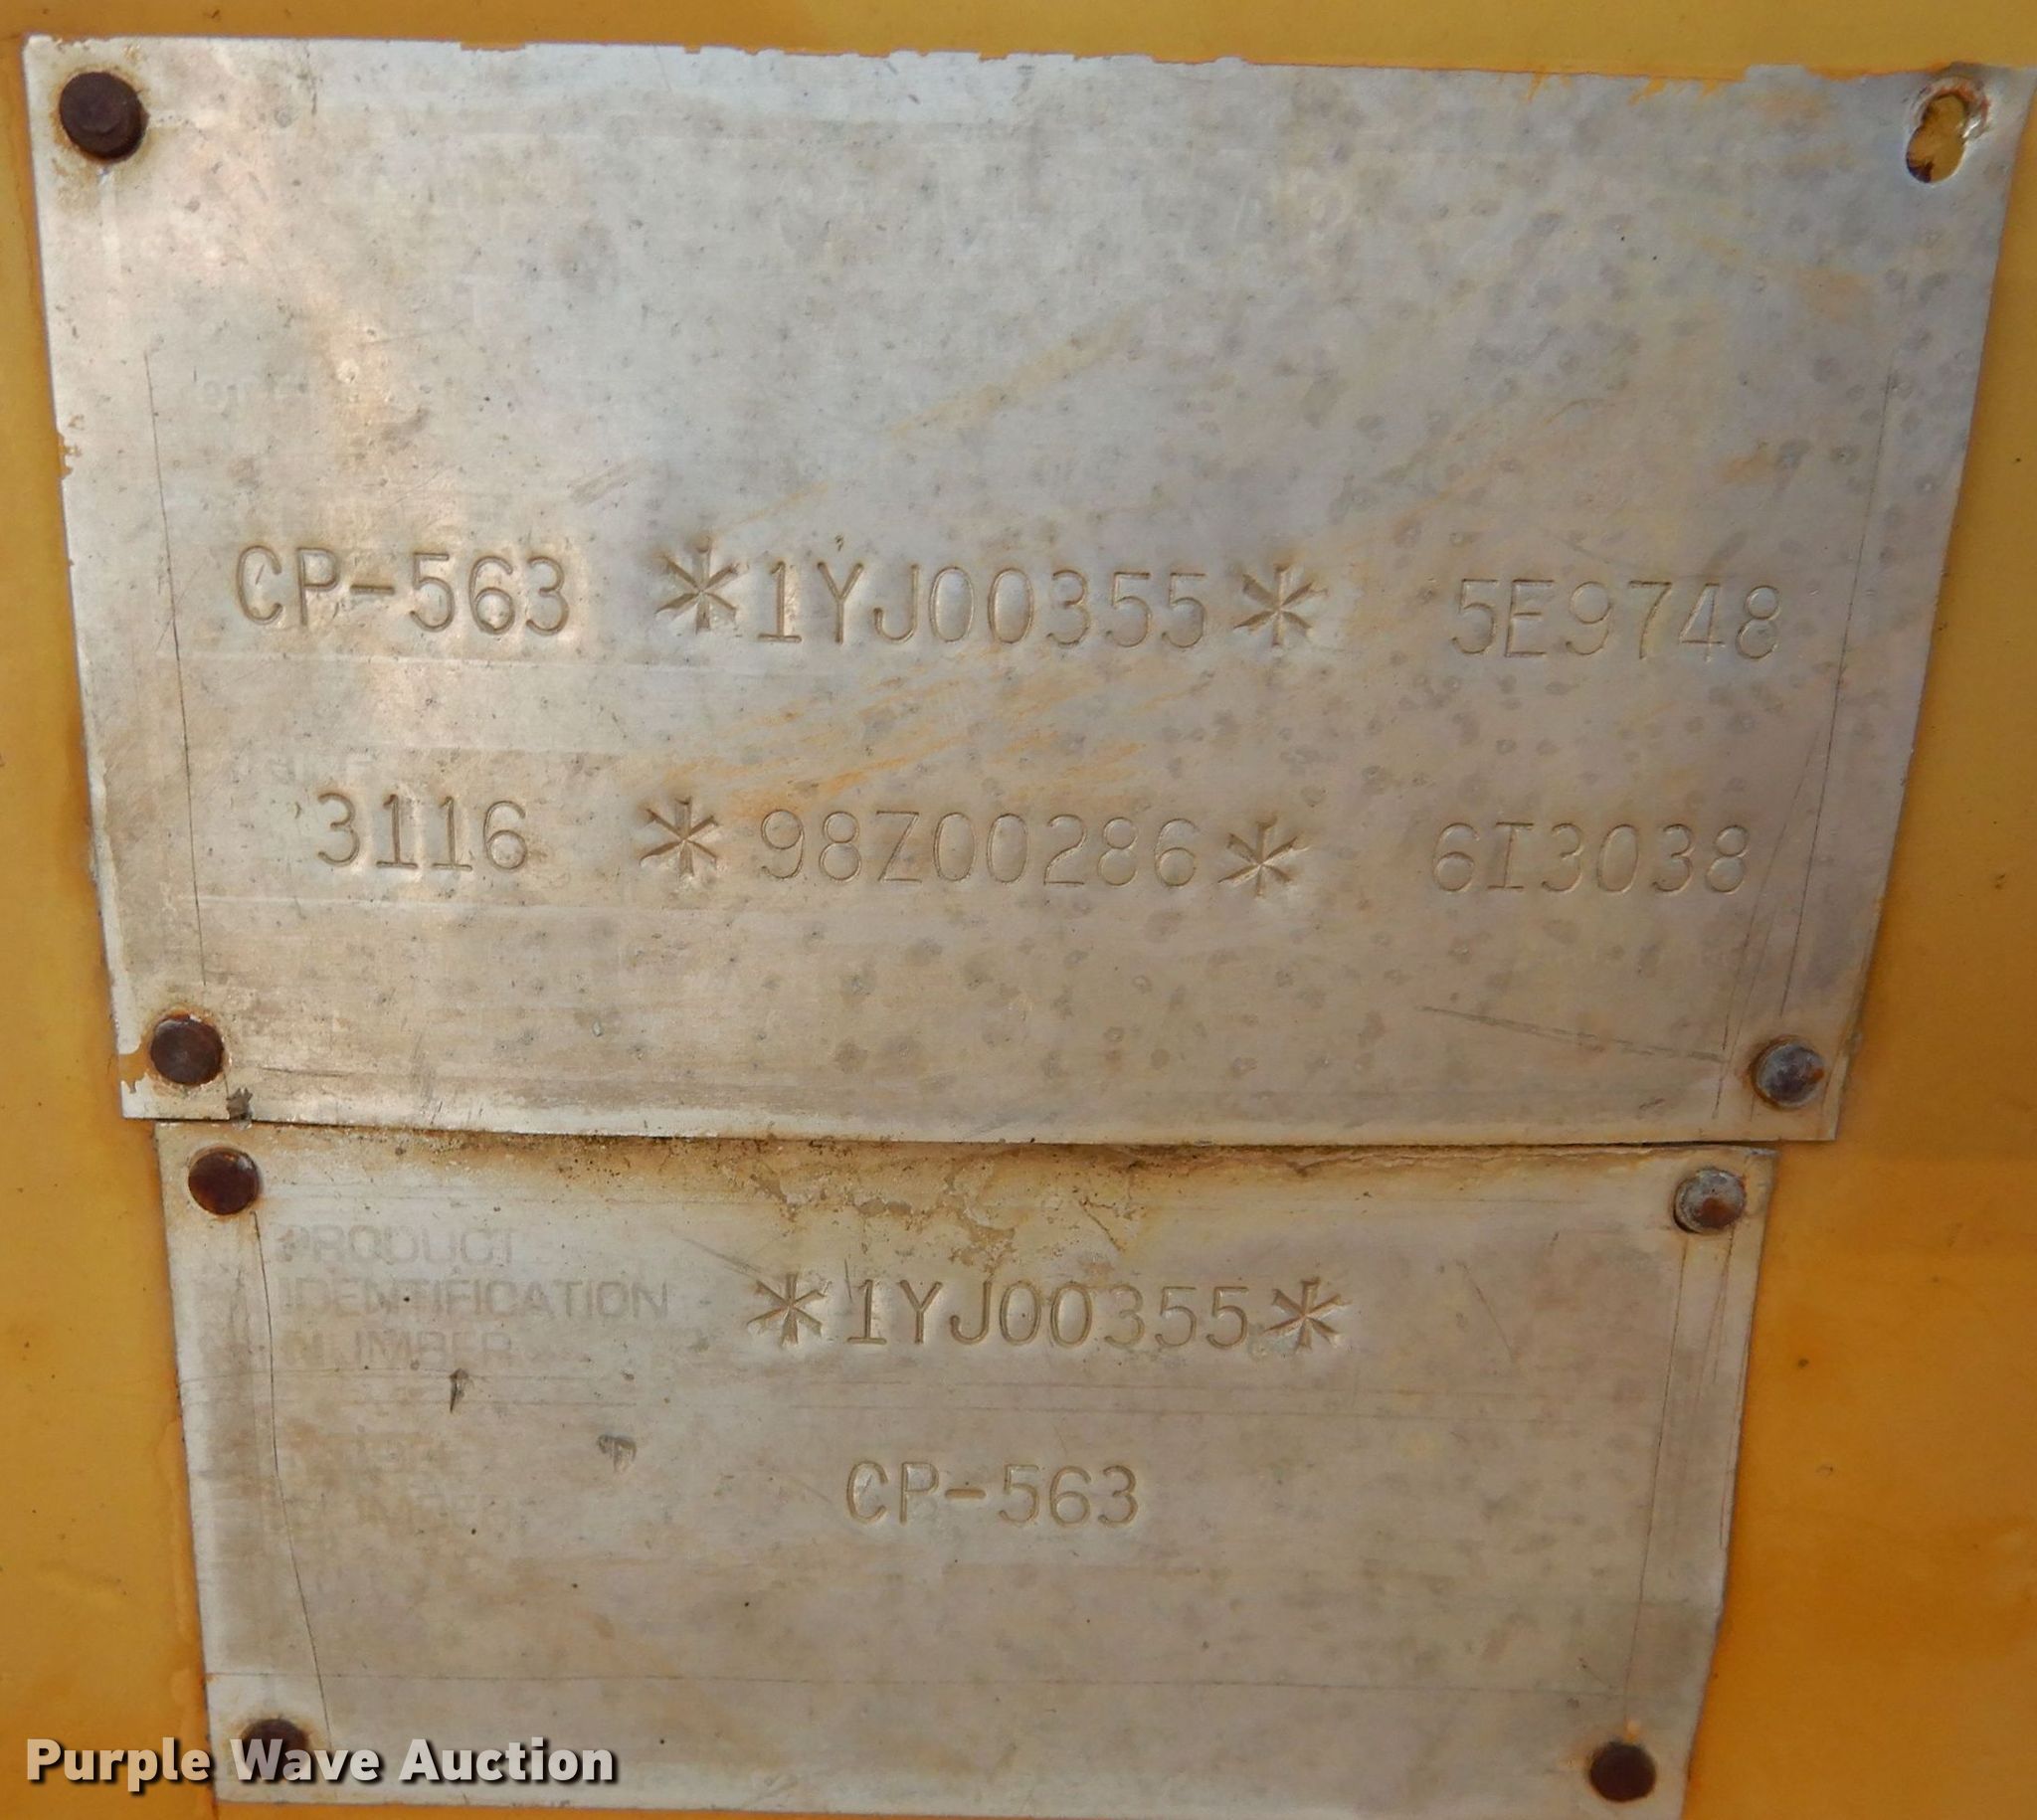 CP-563 *1YJ00355* 5E9748
3116 *98Z00286* 6I3038
PRODUCT
IDENTIFICATION
NUMBER
*1YJ00355*
CP-563
Purple Wave Auction